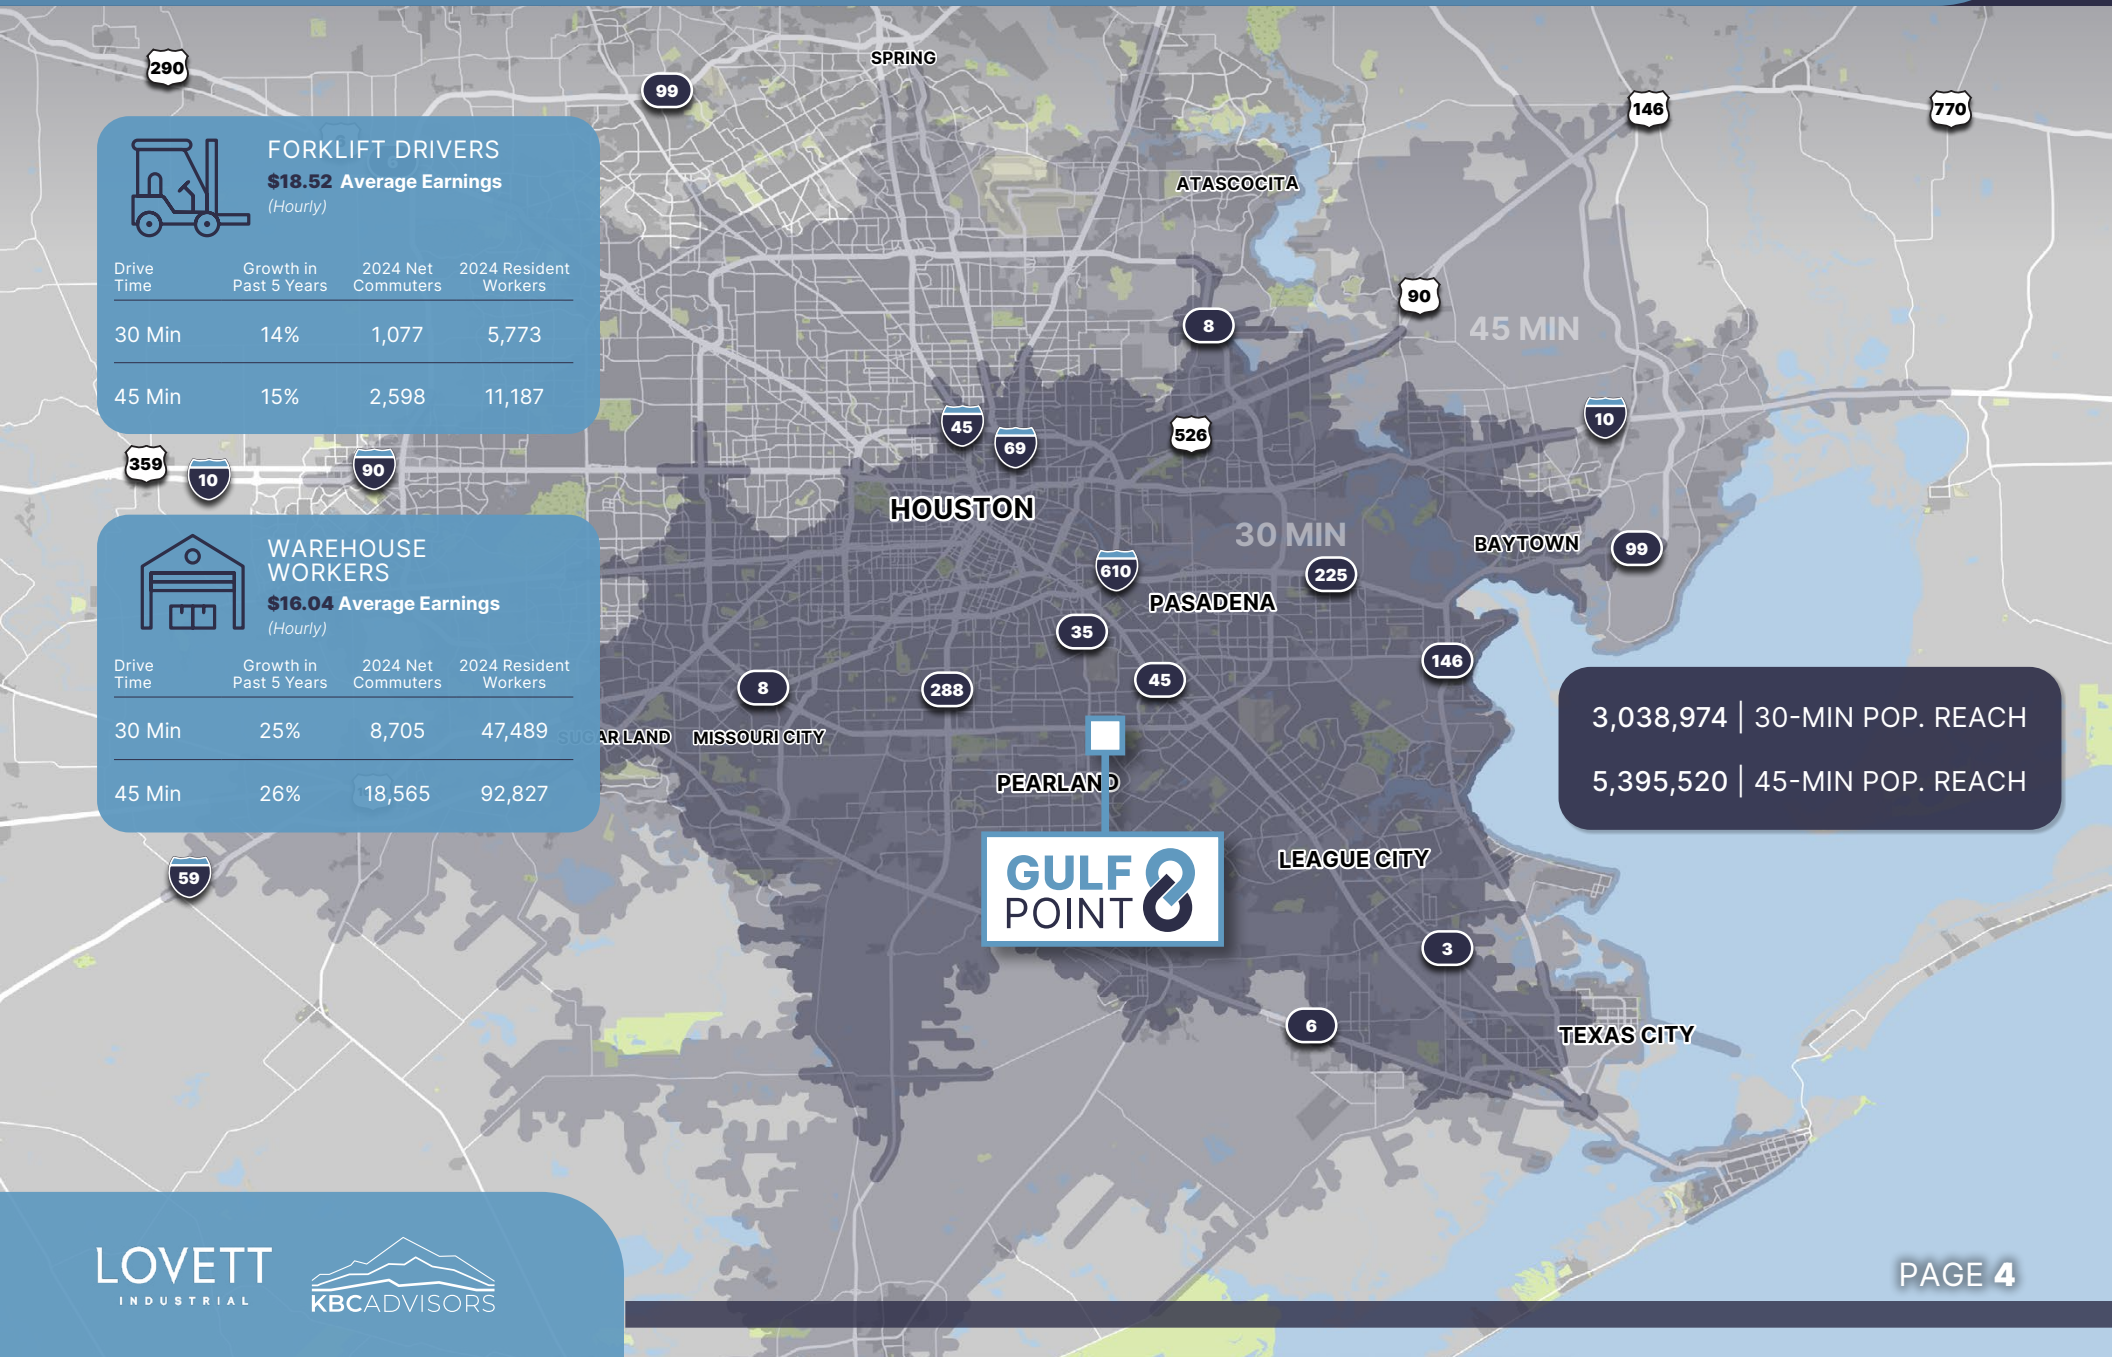 290
99
SPRING
146
770
FORKLIFT DRIVERS
$18.52 Average Earnings
(Hourly)
Drive Time
Growth in Past 5 Years
2024 Net Commuters
2024 Resident Workers
30 Min 14% 1,077 5,773
45 Min 15% 2,598 11,187
ATASCOCITA
90
8
45 MIN
10
45
69
526
359
10
90
HOUSTON
30 MIN
BAYTOWN
99
610
225
PASADENA
35
146
8
288
45
WAREHOUSE
WORKERS
$16.04 Average Earnings
(Hourly)
Drive Time
Growth in Past 5 Years
2024 Net Commuters
2024 Resident Workers
30 Min 25% 8,705 47,489
45 Min 26% 18,565 92,827
SUGAR LAND
MISSOURI CITY
PEARLAND
3,038,974 | 30-MIN POP. REACH
5,395,520 | 45-MIN POP. REACH
GULF
POINT 8
LEAGUE CITY
59
3
6
TEXAS CITY
LOVETT
INDUSTRIAL
KBCADVISORS
PAGE 4